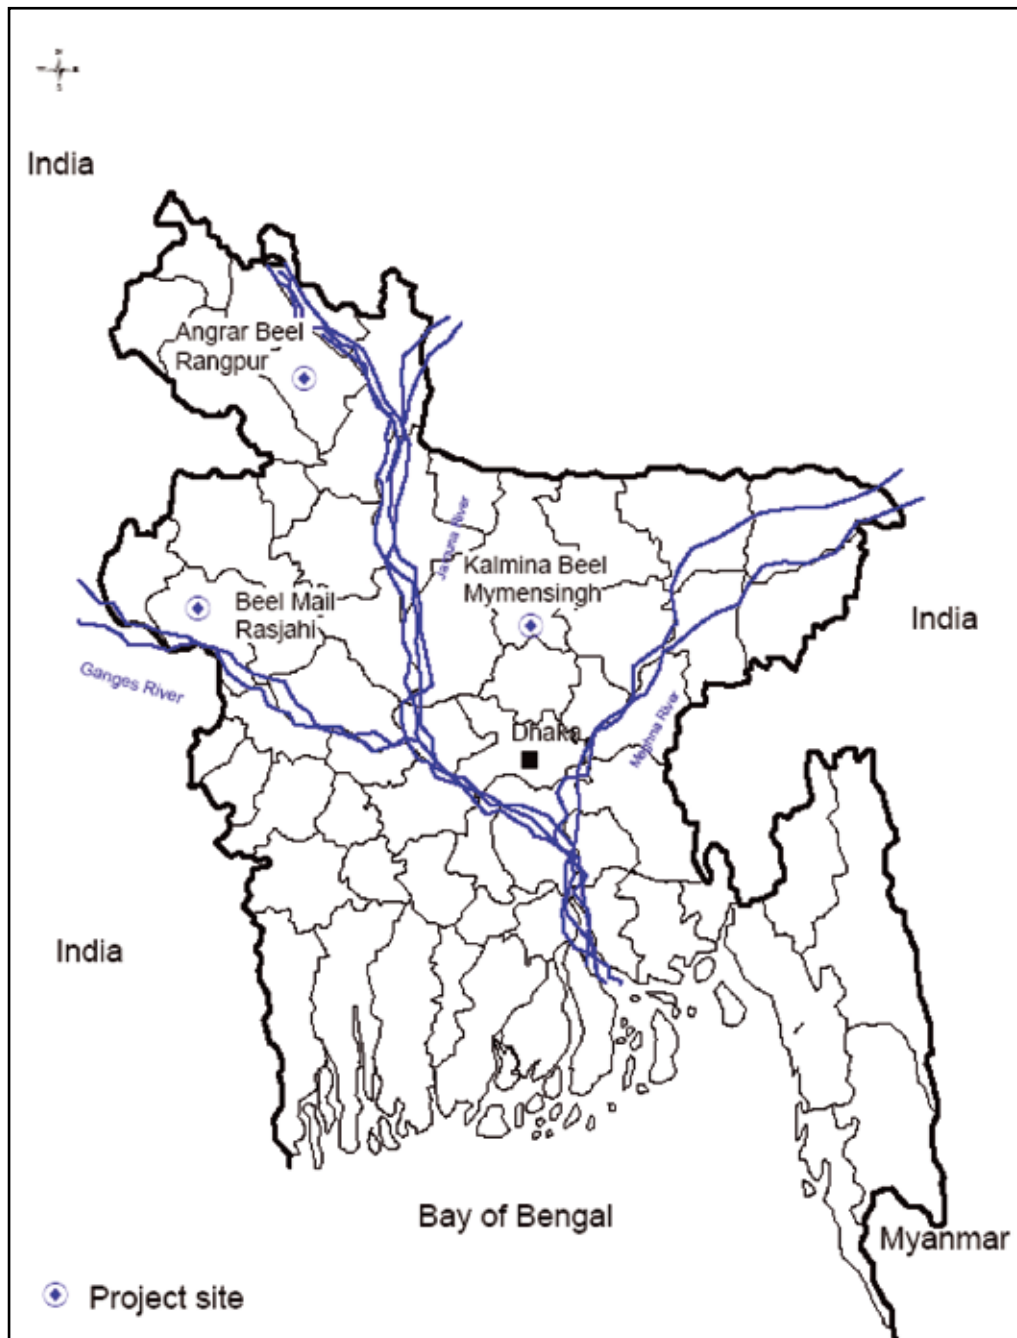 N
S
India
Angrar Beel
Rangpur
Jamuna River
Kalmina Beel
Mymensingh
Beel Mail
Rasjahi
India
Ganges River
Meghna River
Dhaka
India
Bay of Bengal
Myanmar
Project site